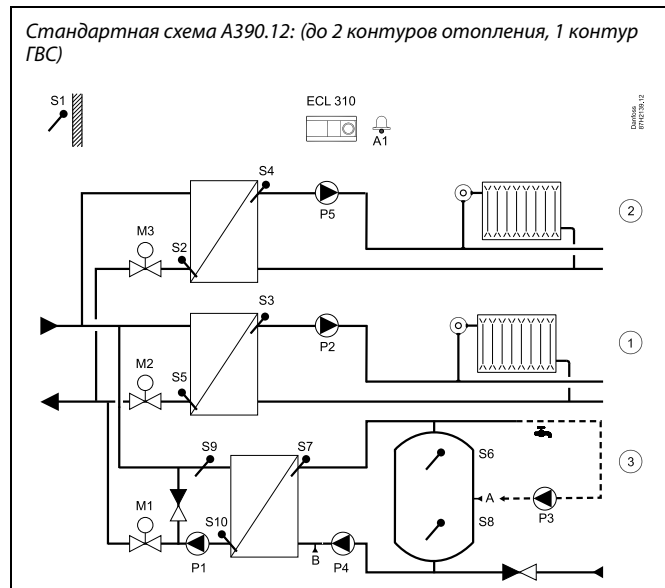 Стандартная схема A390.12: (до 2 контуров отопления, 1 контур
ГВС)
S1
ECL 310
A1
Danfoss
87H2139.12
S4
P5
M3
S2
2
S3
P2
M2
S5
1
S9
S7
S6
3
A
P3
S8
M1
S10
P1
B
P4